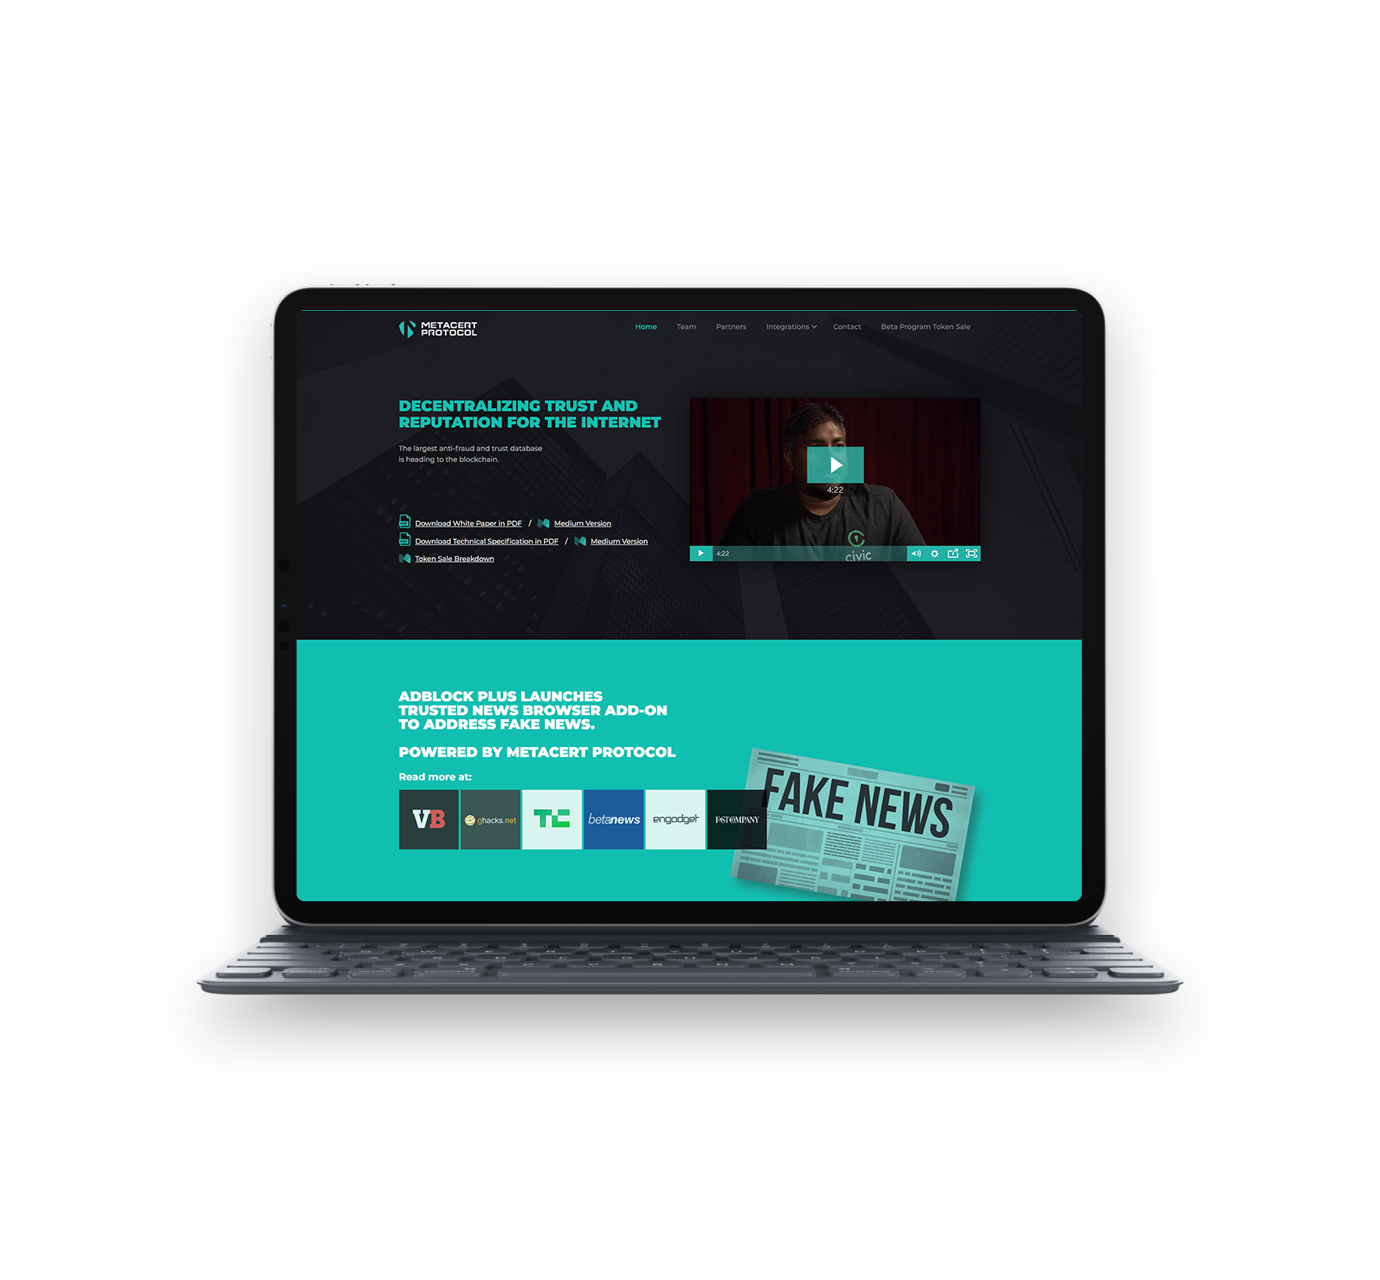 METACERT
PROTOCOL
Home Team Partners Integrations Contact Beta Program Token Sale
DECENTRALIZING TRUST AND
REPUTATION FOR THE INTERNET
The largest anti-fraud and trust database
is heading to the blockchain.
Download White Paper in PDF / Medium Version
Download Technical Specification in PDF / Medium Version
Token Sale Breakdown
4:22
civic
4:22
ADBLOCK PLUS LAUNCHES
TRUSTED NEWS BROWSER ADD-ON
TO ADDRESS FAKE NEWS.
POWERED BY METACERT PROTOCOL
Read more at:
VB ghacks.net TC betanews engadget FAST COMPANY
FAKE NEWS